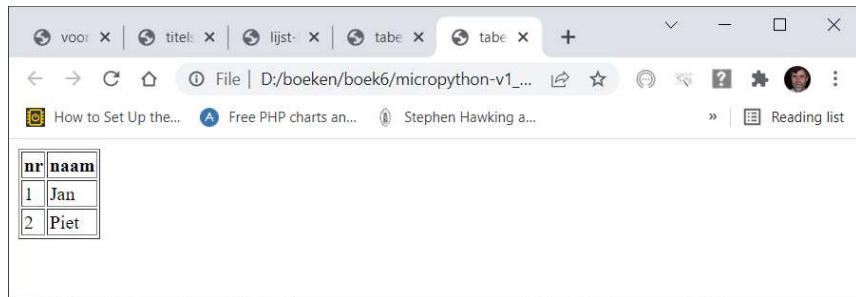 voor titels lijst- tabe tabe
File D:/boeken/boek6/micropython-v1_...
How to Set Up the... Free PHP charts an... Stephen Hawking a... » Reading list
nr naam
1 Jan
2 Piet